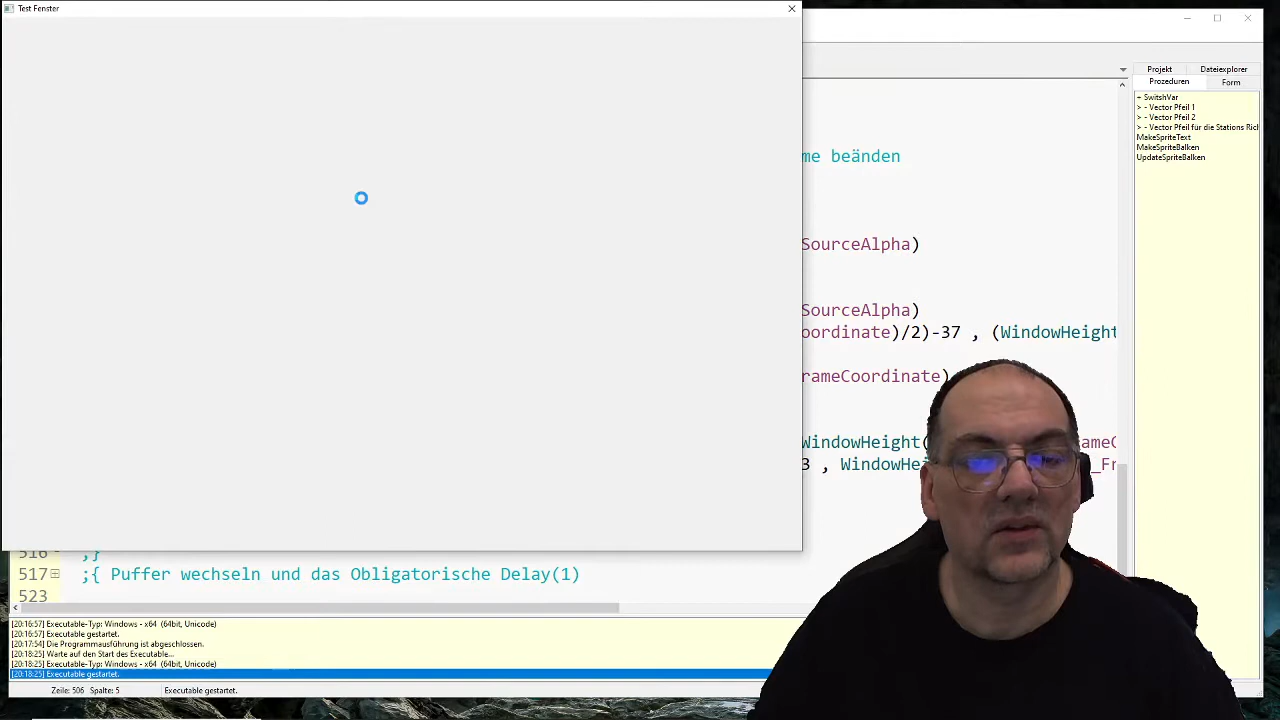 Test Fenster
Projekt
Dateiexplorer
Prozeduren
Form
+ SwitshVar
> - Vector Pfeil 1
> - Vector Pfeil 2
> - Vector Pfeil für die Stations Rich
MakeSpriteText
MakeSpriteBalken
UpdateSpriteBalken
me beänden
SourceAlpha)
SourceAlpha)
oordinate)/2)-37 , (WindowHeight
rameCoordinate)
WindowHeight( ameC
3 , WindowHei _Fr
516 ;}
517 ;{ Puffer wechseln und das Obligatorische Delay(1)
523
[20:16:57] Executable-Typ: Windows - x64 (64bit, Unicode)
[20:16:57] Executable gestartet.
[20:17:54] Die Programmausführung ist abgeschlossen.
[20:18:25] Warte auf den Start des Executable...
[20:18:25] Executable-Typ: Windows - x64 (64bit, Unicode)
[20:18:25] Executable gestartet.
Zeile: 506 Spalte: 5 Executable gestartet.